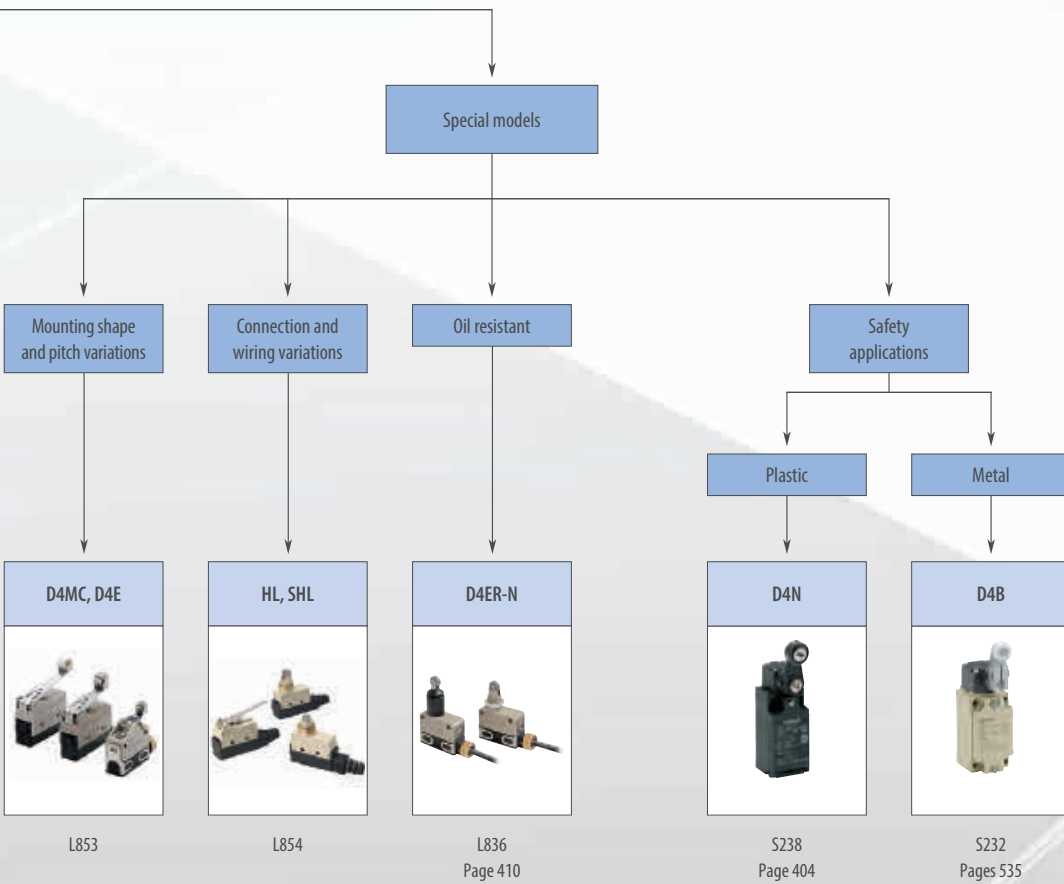 Special models
Mounting shape
and pitch variations
Connection and
wiring variations
Oil resistant
Safety
applications
Plastic
Metal
D4MC, D4E
HL, SHL
D4ER-N
D4N
D4B
L853
L854
L836
Page 410
S238
Page 404
S232
Pages 535